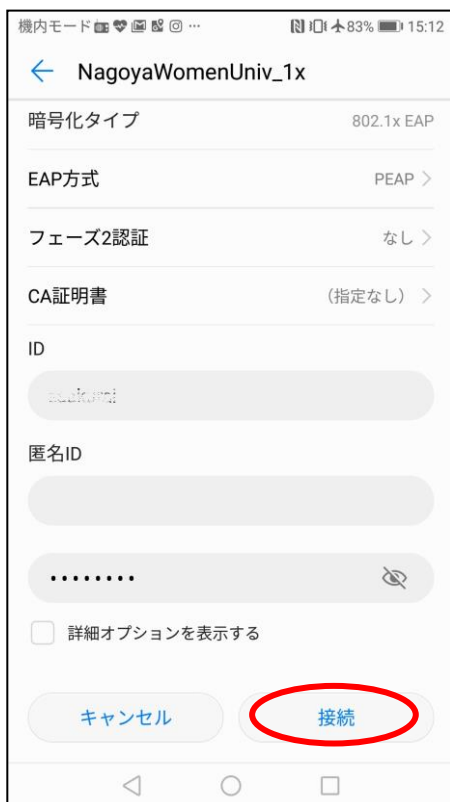 機内モード … 83% 15:12
NagoyaWomenUniv_1x
暗号化タイプ 802.1x EAP
EAP方式 PEAP
フェーズ2認証 なし
CA証明書 （指定なし）
ID
匿名ID
••••••••
詳細オプションを表示する
キャンセル 接続